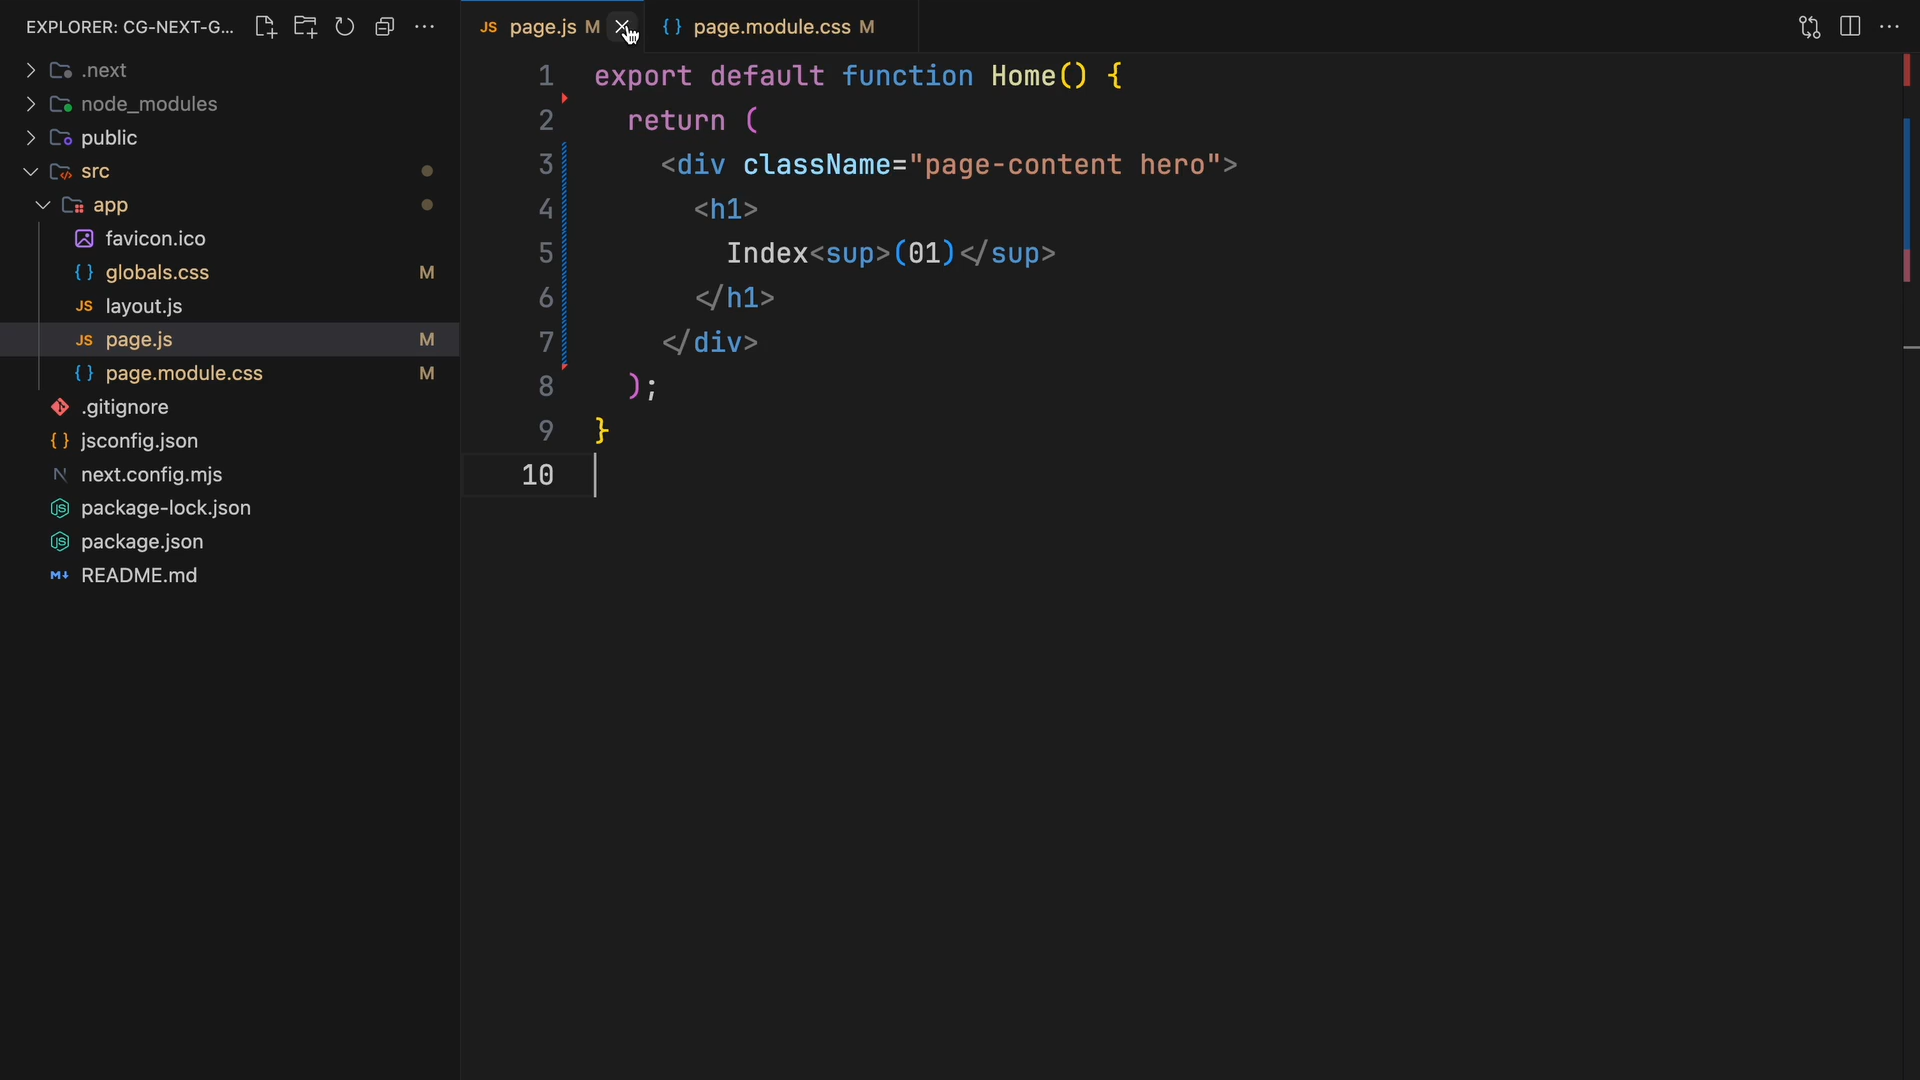 EXPLORER: CG-NEXT-G...
.next
node_modules
public
src
app
favicon.ico
globals.css M
layout.js
page.js M
page.module.css M
.gitignore
jsconfig.json
next.config.mjs
package-lock.json
package.json
README.md
JS page.js M
{ } page.module.css M
1 export default function Home() {
2   return (
3     <div className="page-content hero">
4       <h1>
5         Index<sup>(01)</sup>
6       </h1>
7     </div>
8   );
9 }
10